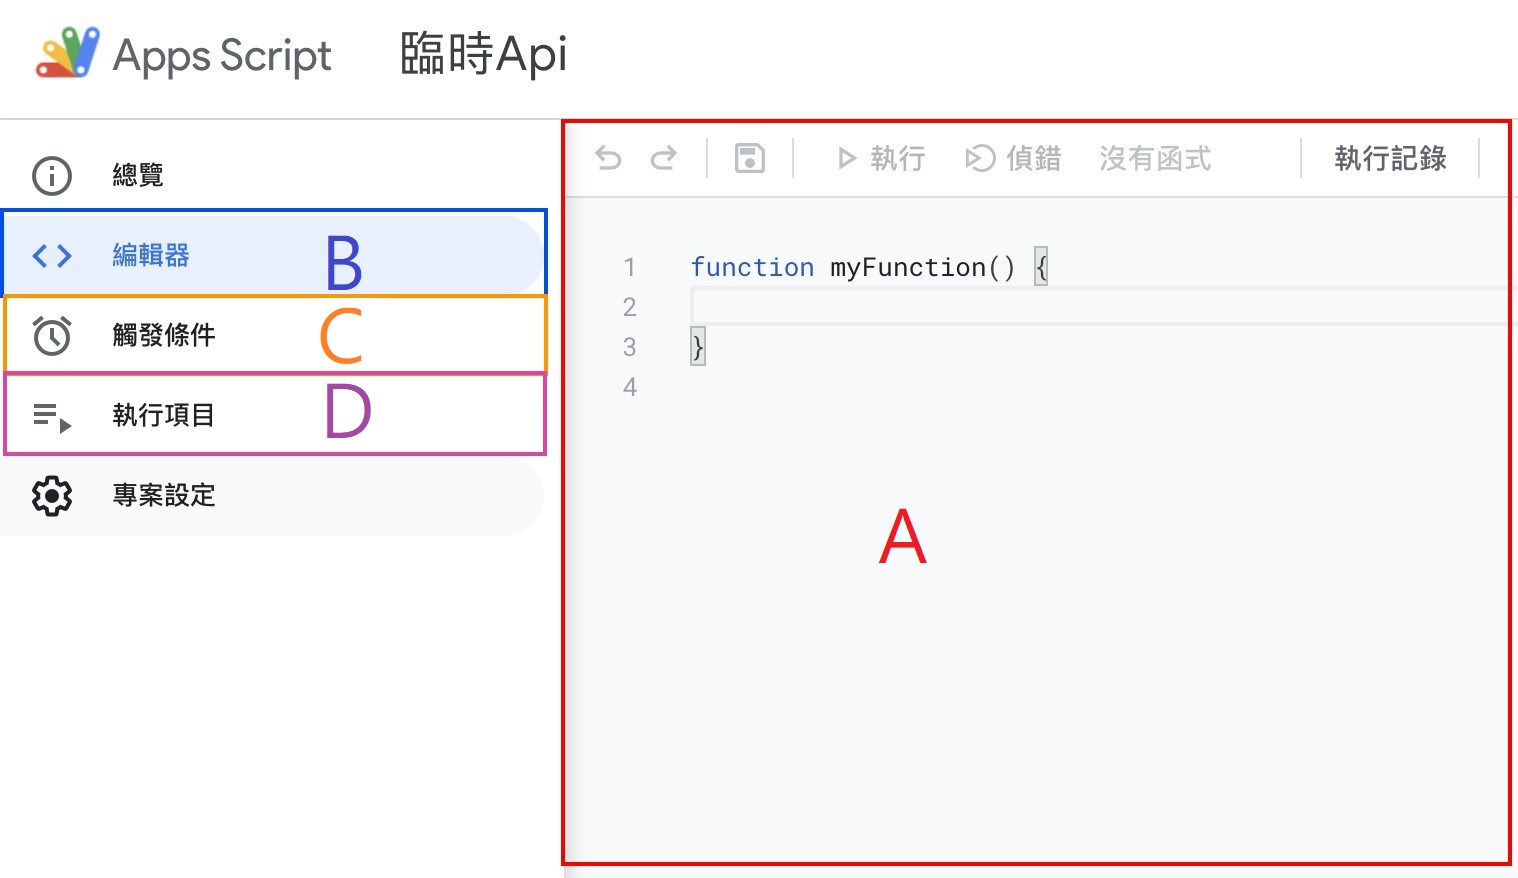 Apps Script 臨時Api
總覽
編輯器 B
觸發條件 C
執行項目 D
專案設定
執行 偵錯 沒有函式 執行記錄
1 function myFunction() {
2
3 }
4
A